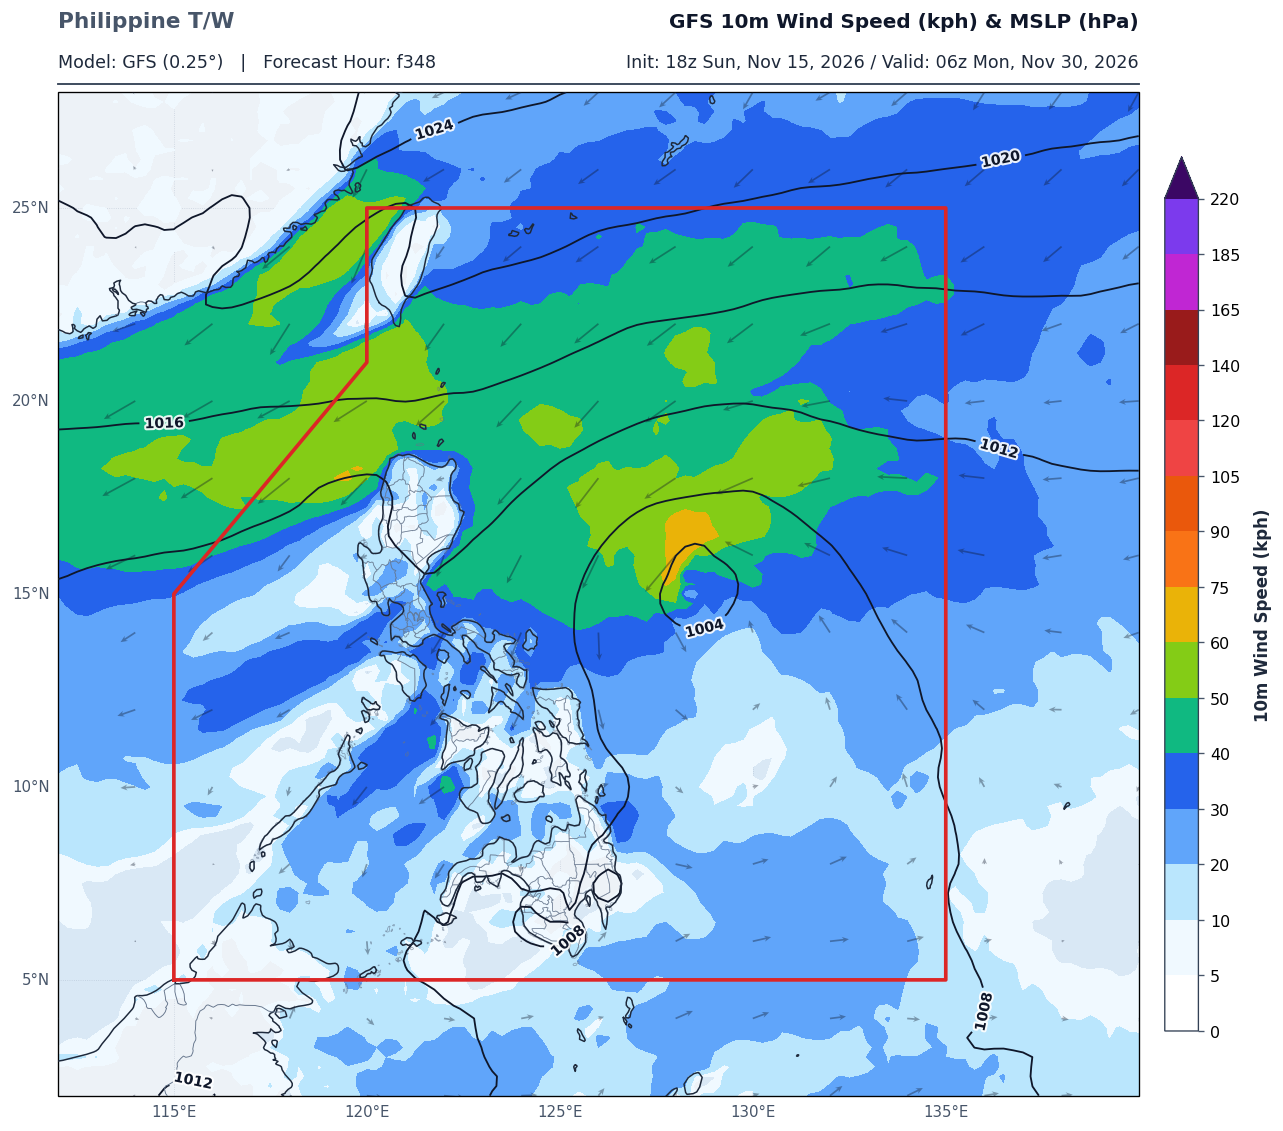 Philippine T/W
GFS 10m Wind Speed (kph) & MSLP (hPa)
Model: GFS (0.25°)   |   Forecast Hour: f348
Init: 18z Sun, Nov 15, 2026 / Valid: 06z Mon, Nov 30, 2026
1024
1020
1016
1012
1004
1008
1008
1012
25°N
20°N
15°N
10°N
5°N
115°E
120°E
125°E
130°E
135°E
220
185
165
140
120
105
90
75
60
50
40
30
20
10
5
0
10m Wind Speed (kph)